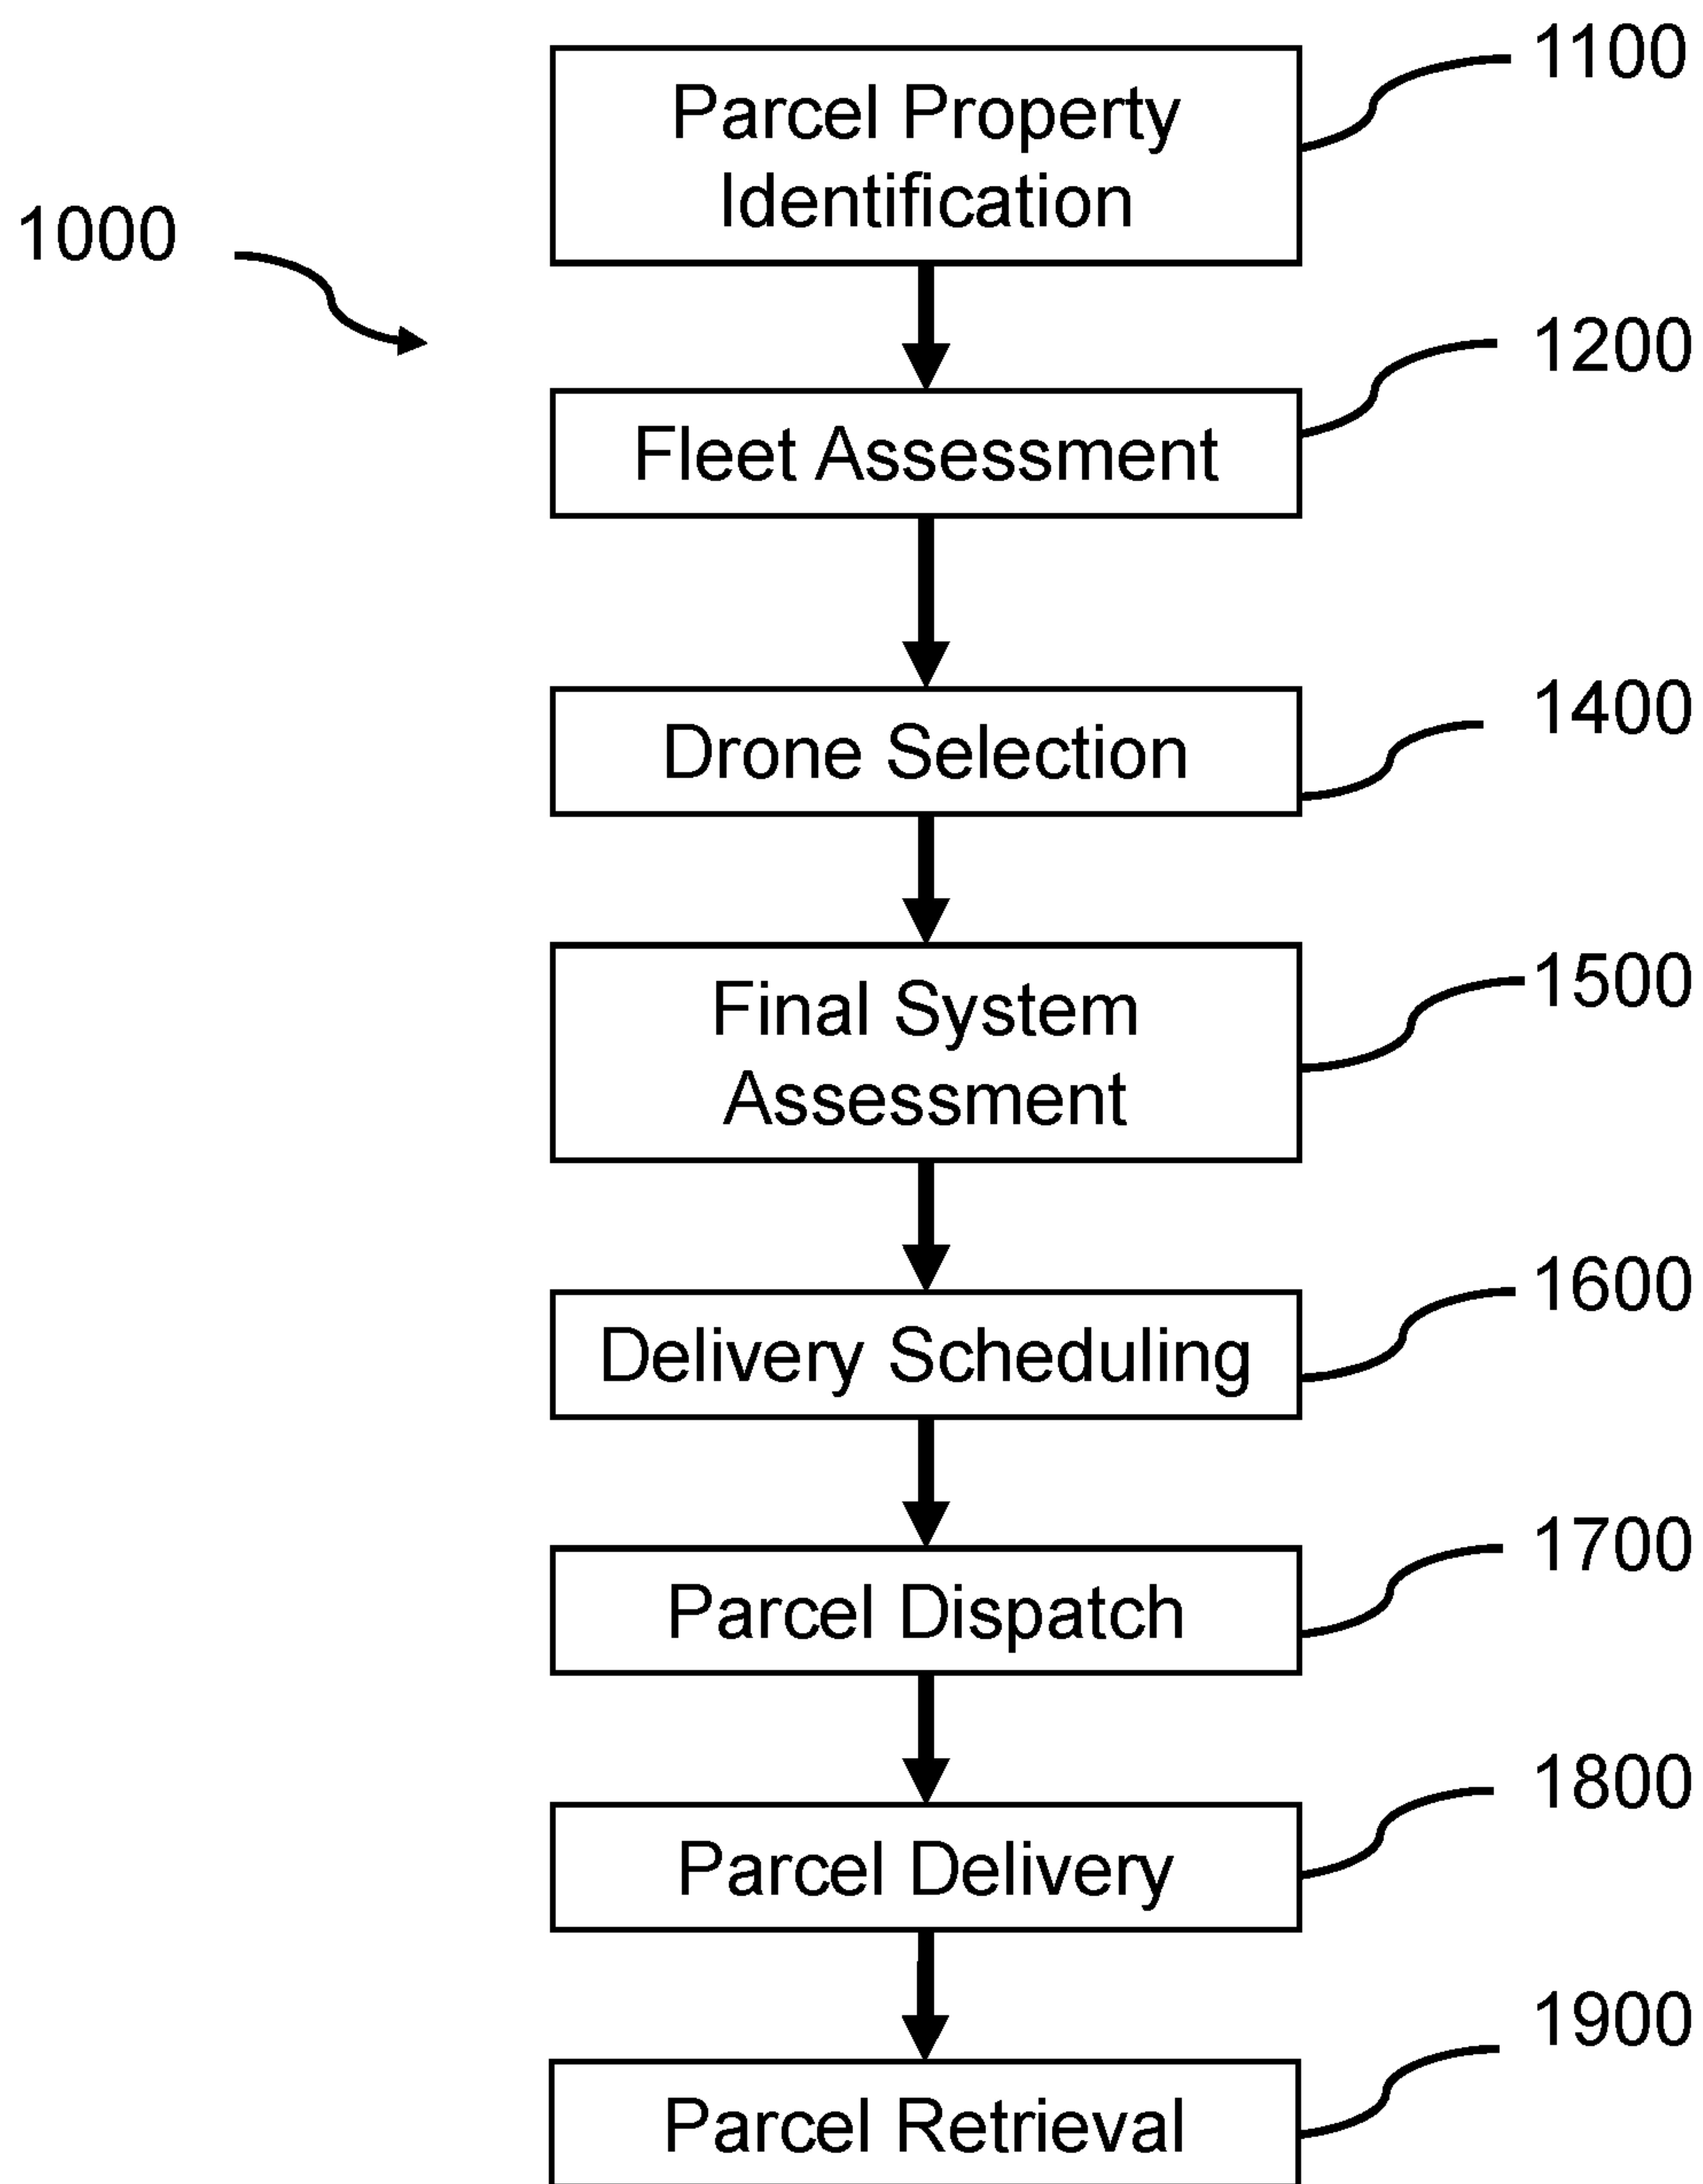 1100
Parcel Property
Identification
1000
1200
Fleet Assessment
1400
Drone Selection
1500
Final System
Assessment
1600
Delivery Scheduling
1700
Parcel Dispatch
1800
Parcel Delivery
1900
Parcel Retrieval